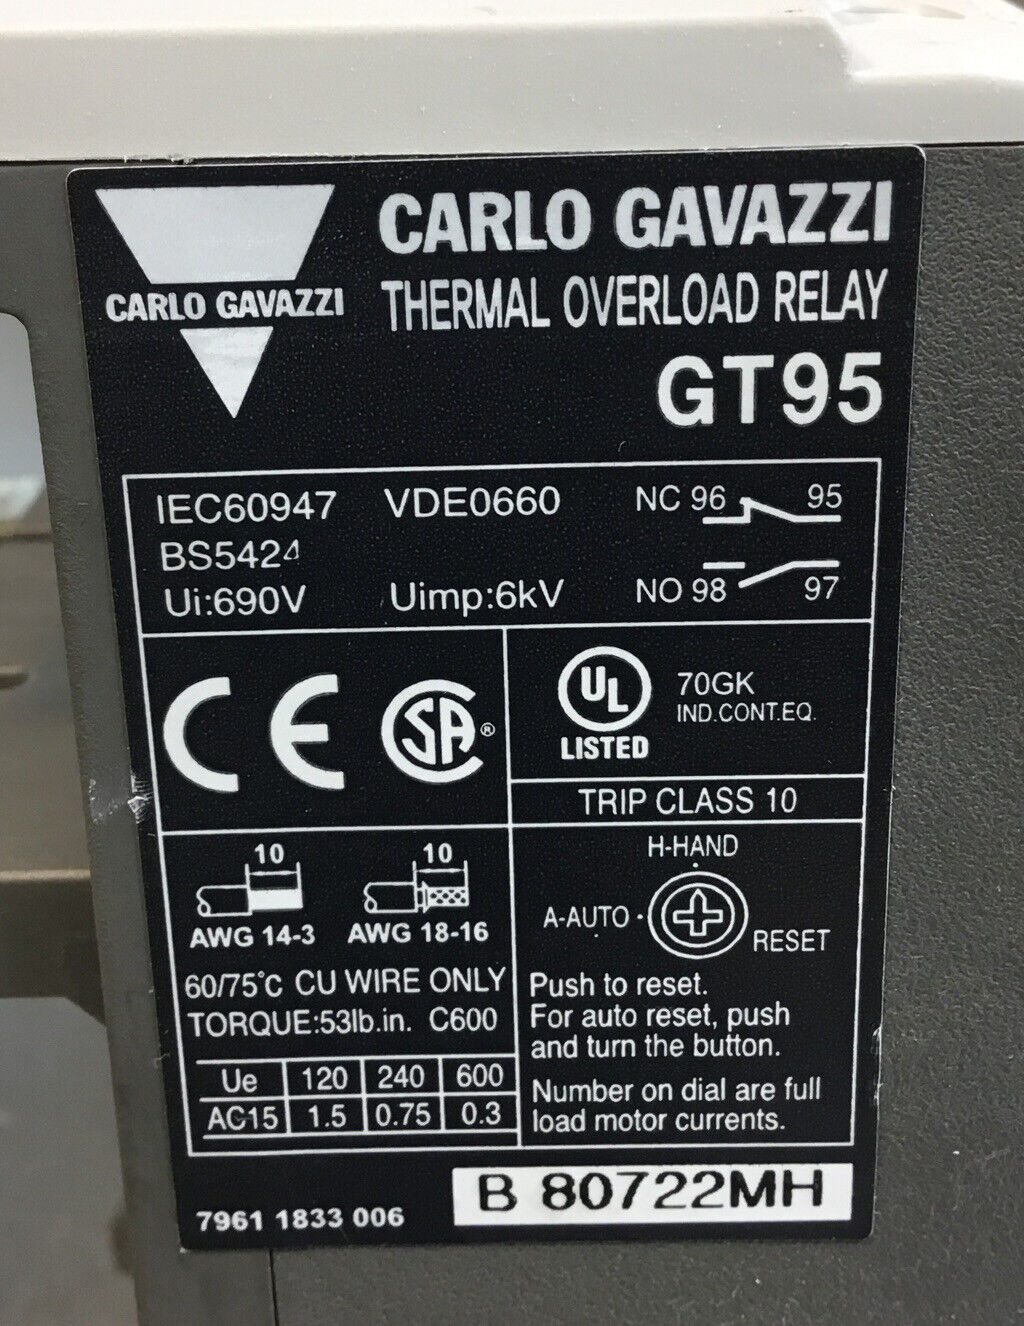 CARLO GAVAZZI
CARLO GAVAZZI
THERMAL OVERLOAD RELAY
GT95
IEC60947 VDE0660
BS5424
Ui:690V Uimp:6kV
NC 96 95
NO 98 97
CE
SA ®
UL
LISTED
70GK
IND.CONT.EQ.
TRIP CLASS 10
10 10
AWG 14-3 AWG 18-16
60/75°C CU WIRE ONLY
TORQUE:53lb.in. C600
Ue 120 240 600
AC15 1.5 0.75 0.3
H-HAND
A-AUTO
RESET
Push to reset.
For auto reset, push
and turn the button.
Number on dial are full
load motor currents.
7961 1833 006
B 80722MH